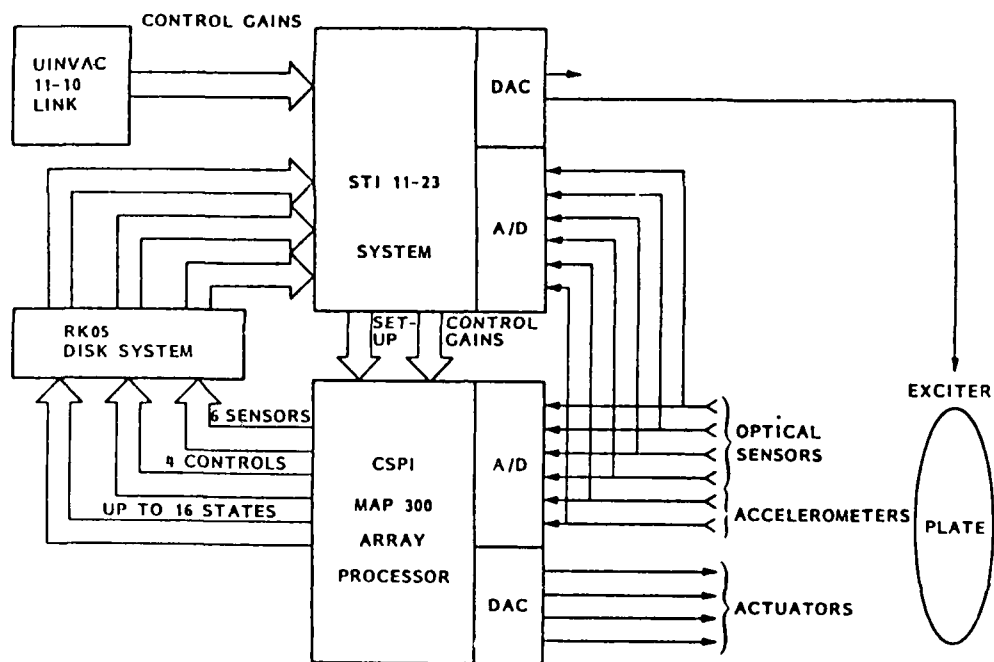 CONTROL GAINS
UINVAC
11-10
LINK
DAC
STI 11-23
SYSTEM
A/D
RK05
DISK SYSTEM
SET-
UP
CONTROL
GAINS
EXCITER
6 SENSORS
4 CONTROLS
UP TO 16 STATES
CSPI
MAP 300
ARRAY
PROCESSOR
A/D
OPTICAL
SENSORS
ACCELEROMETERS
PLATE
DAC
ACTUATORS